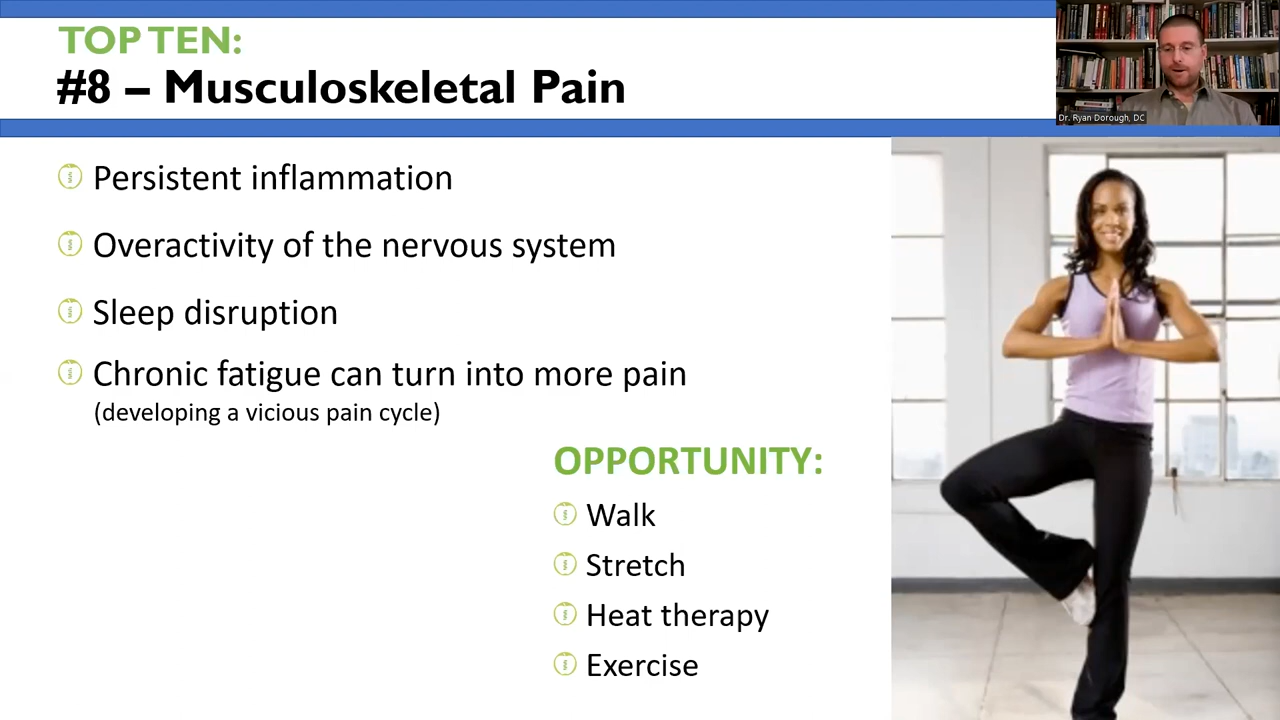 TOP TEN:
#8 – Musculoskeletal Pain
Dr. Ryan Dorough, DC
Persistent inflammation
Overactivity of the nervous system
Sleep disruption
Chronic fatigue can turn into more pain
(developing a vicious pain cycle)
OPPORTUNITY:
Walk
Stretch
Heat therapy
Exercise